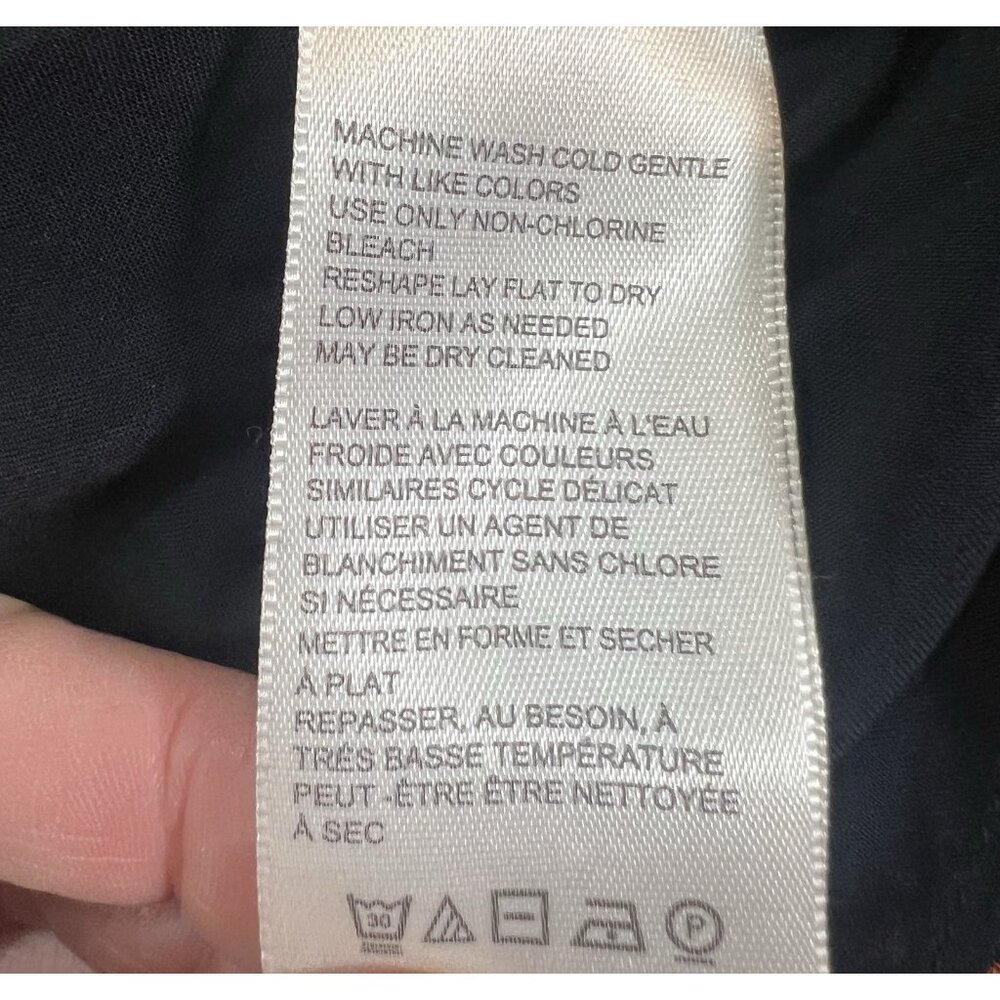 MACHINE WASH COLD GENTLE
WITH LIKE COLORS
USE ONLY NON-CHLORINE
BLEACH
RESHAPE LAY FLAT TO DRY
LOW IRON AS NEEDED
MAY BE DRY CLEANED
LAVER À LA MACHINE À L'EAU
FROIDE AVEC COULEURS
SIMILAIRES CYCLE DÉLICAT
UTILISER UN AGENT DE
BLANCHIMENT SANS CHLORE
SI NÉCESSAIRE
METTRE EN FORME ET SECHER
À PLAT
REPASSER, AU BESOIN, À
TRÈS BASSE TEMPÉRATURE
PEUT -ÊTRE ÊTRE NETTOYÉE
À SEC
30 P